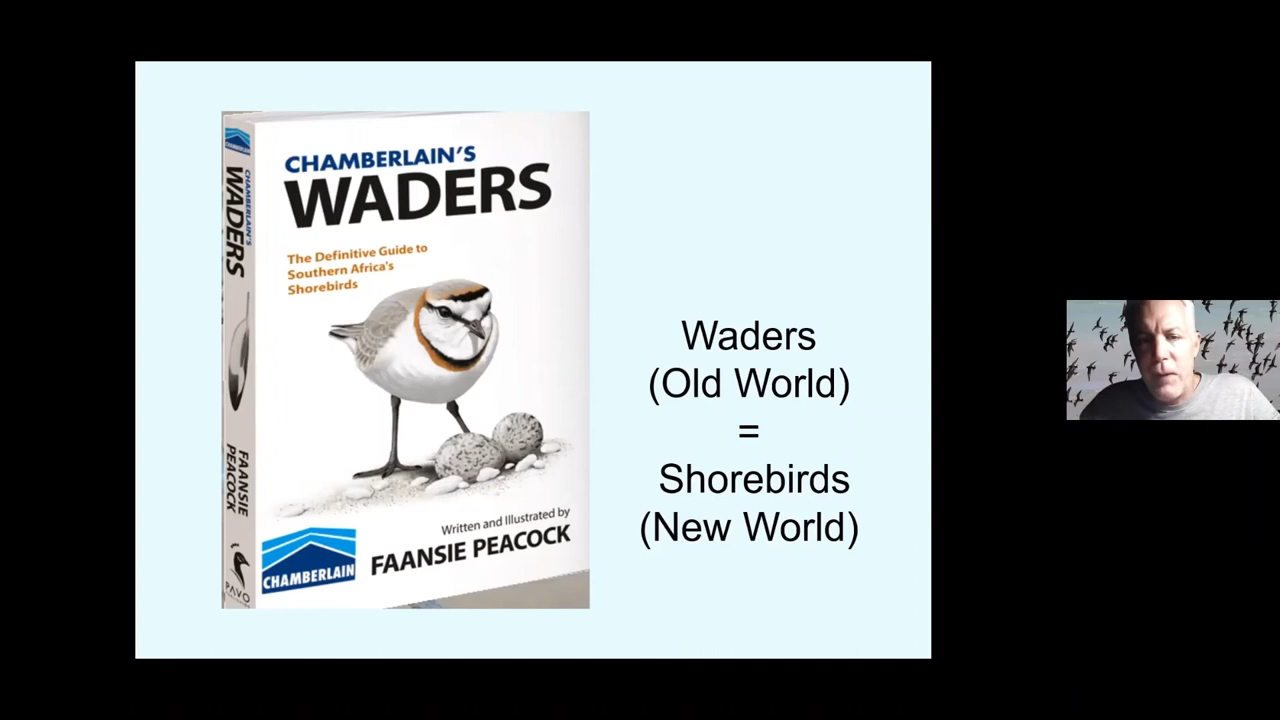 CHAMBERLAIN
CHAMBERLAIN'S
WADERS
FAANSIE
PEACOCK
PAVO
CHAMBERLAIN'S
WADERS
The Definitive Guide to
Southern Africa's
Shorebirds
Written and Illustrated by
FAANSIE PEACOCK
CHAMBERLAIN
Waders
(Old World)
=
Shorebirds
(New World)